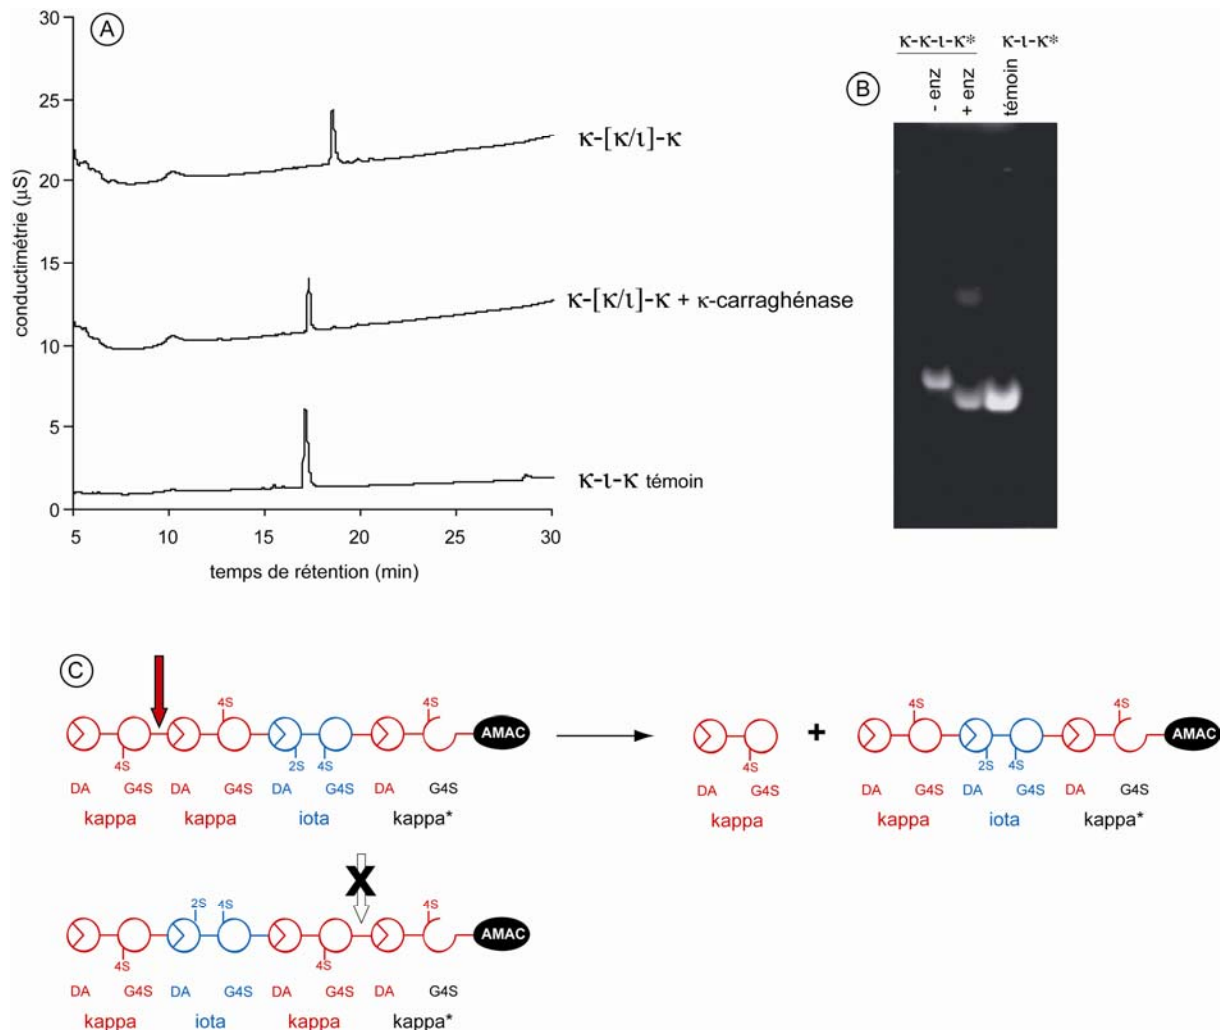 A
30
25
20
15
10
5
0
conductimétrie (µS)
κ-[κ/ι]-κ
κ-[κ/ι]-κ + κ-carraghénase
κ-ι-κ témoin
5 10 15 20 25 30
temps de rétention (min)
B
κ-κ-ι-κ* κ-ι-κ*
- enz
+ enz
témoin
C
4S 4S
AMAC
4S 2S 4S
DA G4S DA G4S DA G4S DA G4S
kappa kappa iota kappa*
+
4S 4S
AMAC
4S 2S 4S
DA G4S DA G4S DA G4S DA G4S
kappa kappa iota kappa*
X
2S 4S 4S
AMAC
4S 4S
DA G4S DA G4S DA G4S DA G4S
kappa iota kappa kappa*